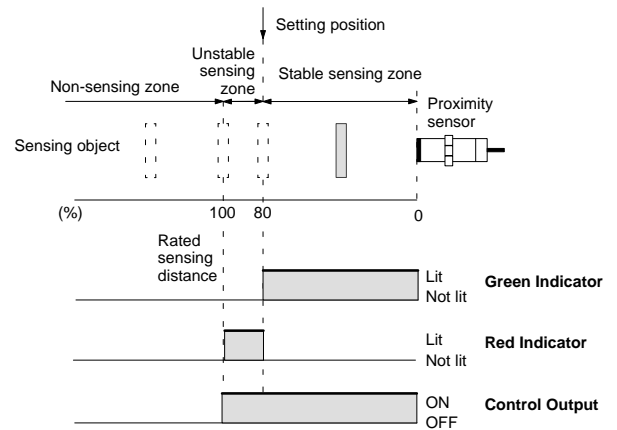 Setting position
Unstable
sensing
zone
Stable sensing zone
Non-sensing zone
Proximity
sensor
Sensing object
(%)
100
80
0
Rated
sensing
distance
Lit
Not lit
Green Indicator
Lit
Not lit
Red Indicator
ON
OFF
Control Output